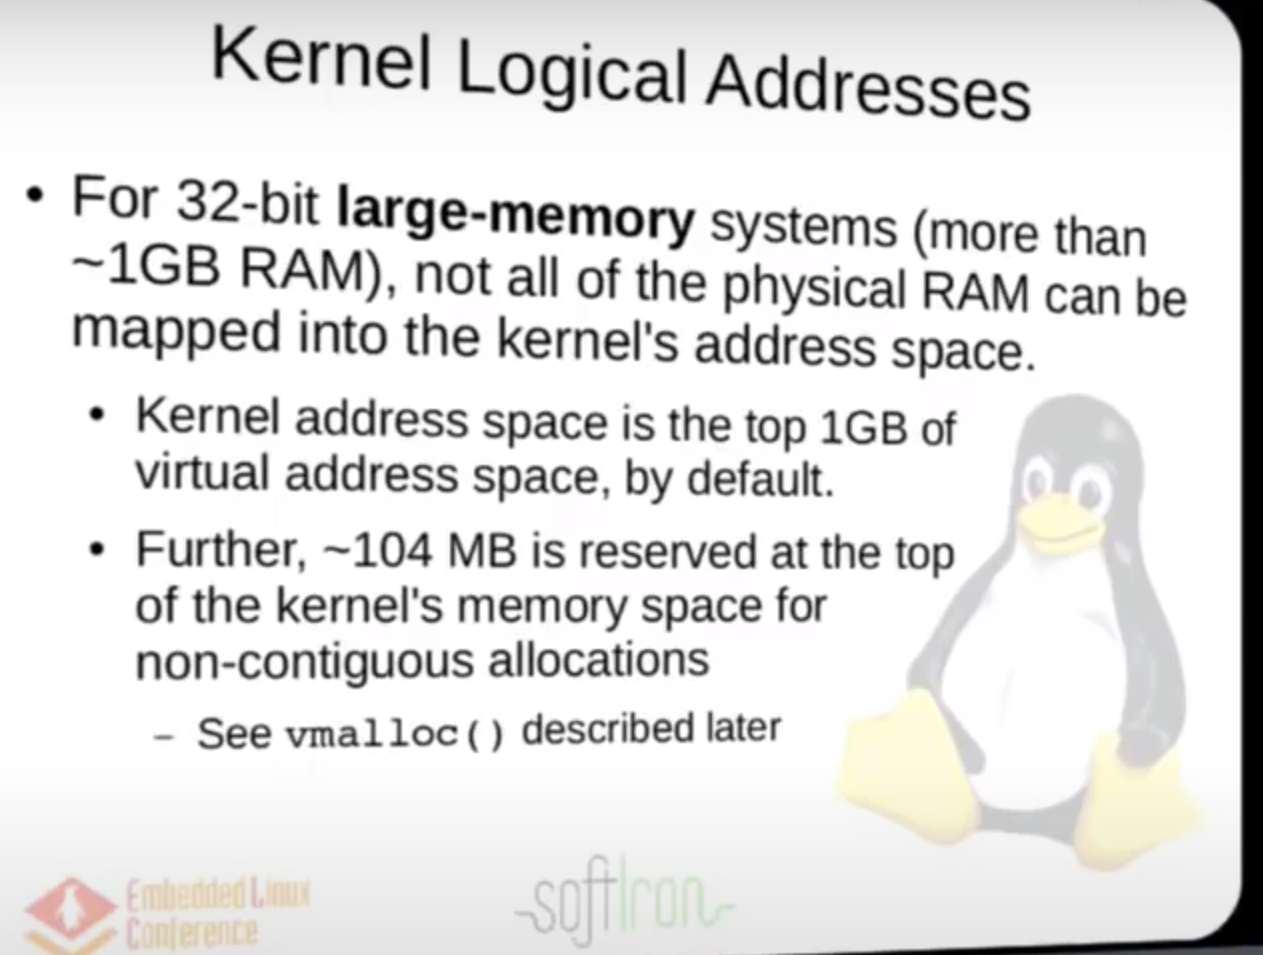 Kernel Logical Addresses
• For 32-bit large-memory systems (more than
~1GB RAM), not all of the physical RAM can be
mapped into the kernel's address space.
• Kernel address space is the top 1GB of
virtual address space, by default.
• Further, ~104 MB is reserved at the top
of the kernel's memory space for
non-contiguous allocations
– See vmalloc() described later
Embedded Linux
Conference
softIron